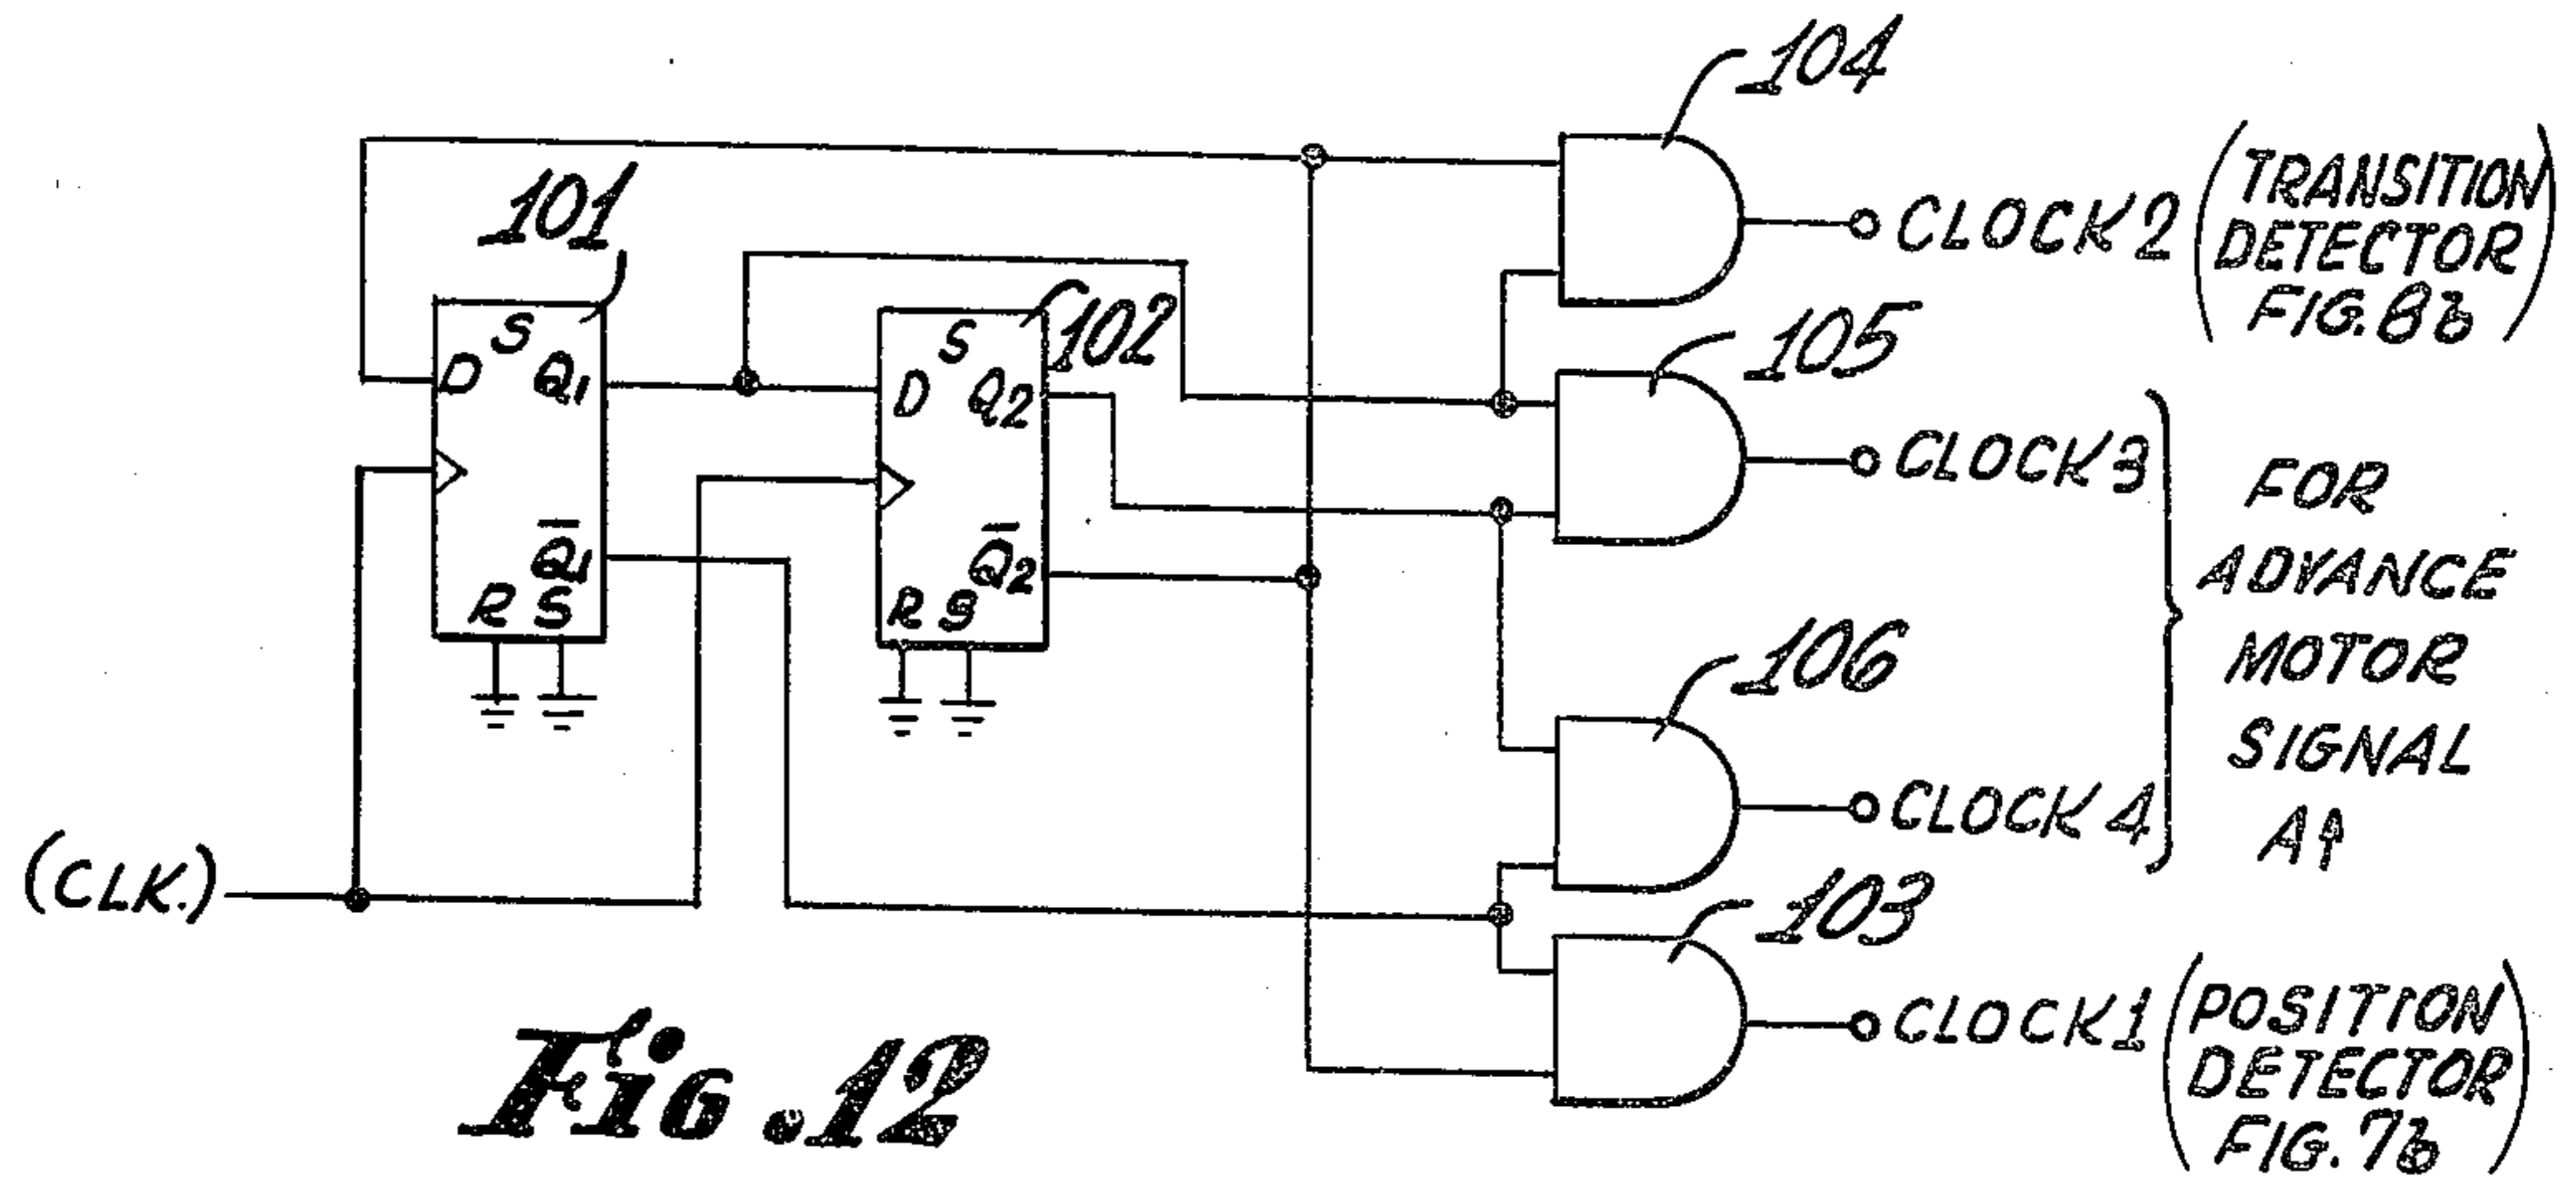 104
CLOCK 2
(TRANSITION
DETECTOR
FIG. 8b)
101
S
D
Q1
Q̅1
R S
102
S
D
Q2
Q̅2
R S
105
CLOCK 3
FOR
ADVANCE
MOTOR
SIGNAL
A↑
106
CLOCK 4
(CLK.)
103
CLOCK 1
(POSITION
DETECTOR
FIG. 7b)
Fig. 12